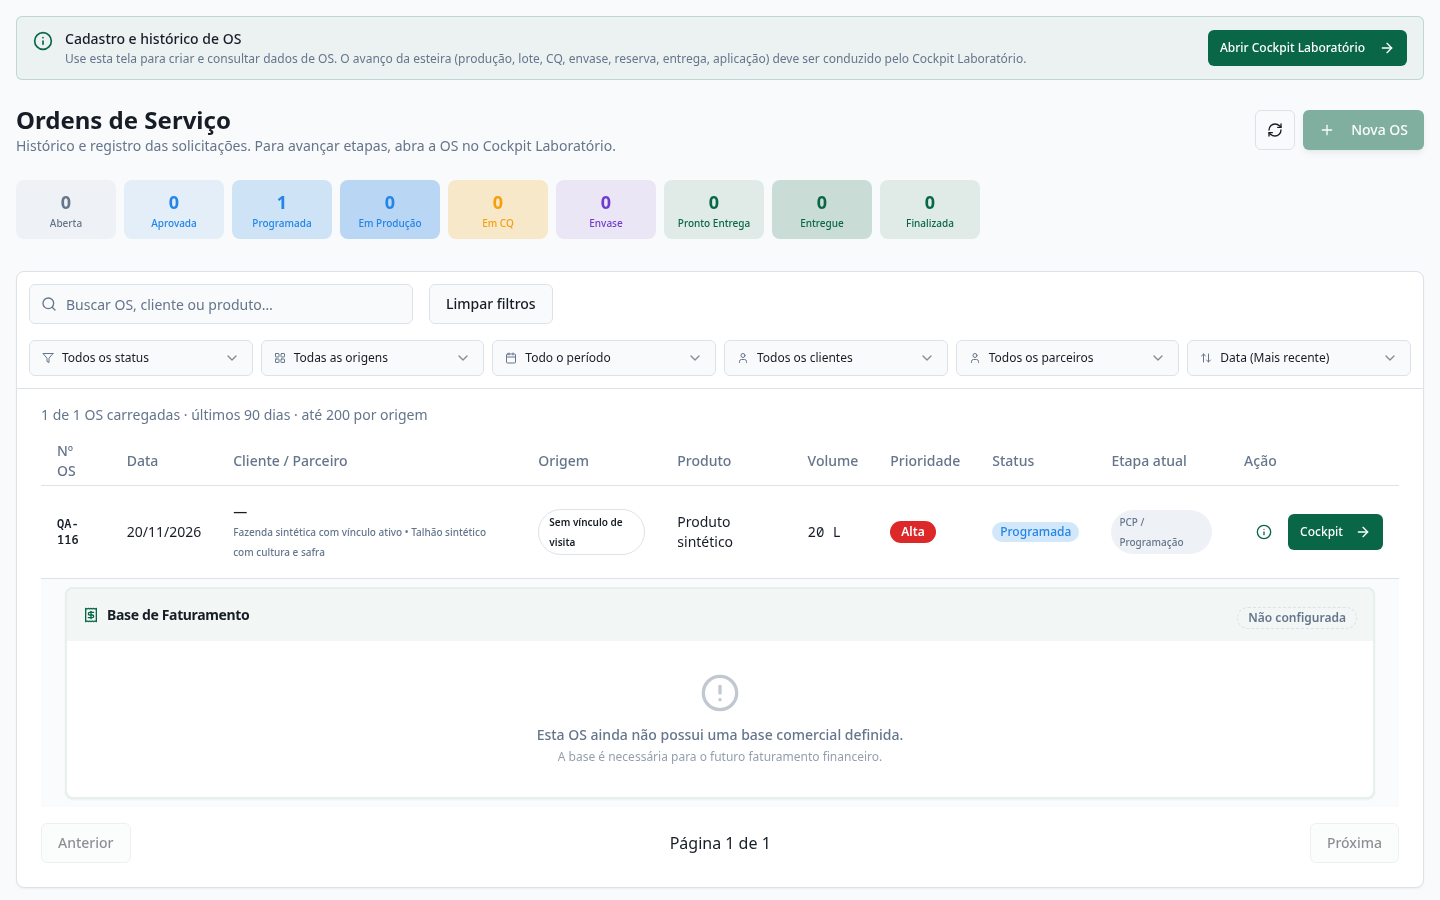 Cadastro e histórico de OS
Use esta tela para criar e consultar dados de OS. O avanço da esteira (produção, lote, CQ, envase, reserva, entrega, aplicação) deve ser conduzido pelo Cockpit Laboratório.
Abrir Cockpit Laboratório
Ordens de Serviço
Histórico e registro das solicitações. Para avançar etapas, abra a OS no Cockpit Laboratório.
Nova OS
0 0 1 0 0 0 0 0 0
Aberta Aprovada Programada Em Produção Em CQ Envase Pronto Entrega Entregue Finalizada
Buscar OS, cliente ou produto...
Limpar filtros
Todos os status Todas as origens Todo o período Todos os clientes Todos os parceiros Data (Mais recente)
1 de 1 OS carregadas · últimos 90 dias · até 200 por origem
Nº
OS
Data Cliente / Parceiro Origem Produto Volume Prioridade Status Etapa atual Ação
QA-
116
20/11/2026
—
Fazenda sintética com vínculo ativo • Talhão sintético
com cultura e safra
Sem vínculo de
visita
Produto
sintético
20 L
Alta
Programada
PCP /
Programação
Cockpit
Base de Faturamento
Não configurada
Esta OS ainda não possui uma base comercial definida.
A base é necessária para o futuro faturamento financeiro.
Anterior
Página 1 de 1
Próxima